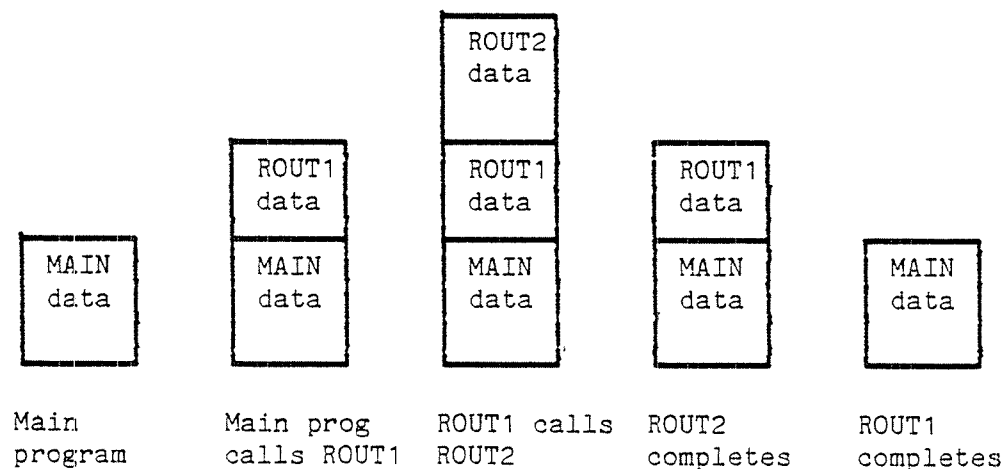 ROUT2
data
ROUT1
data
ROUT1
data
ROUT1
data
MAIN
data
MAIN
data
MAIN
data
MAIN
data
MAIN
data
Main
program
Main prog
calls ROUT1
ROUT1 calls
ROUT2
ROUT2
completes
ROUT1
completes